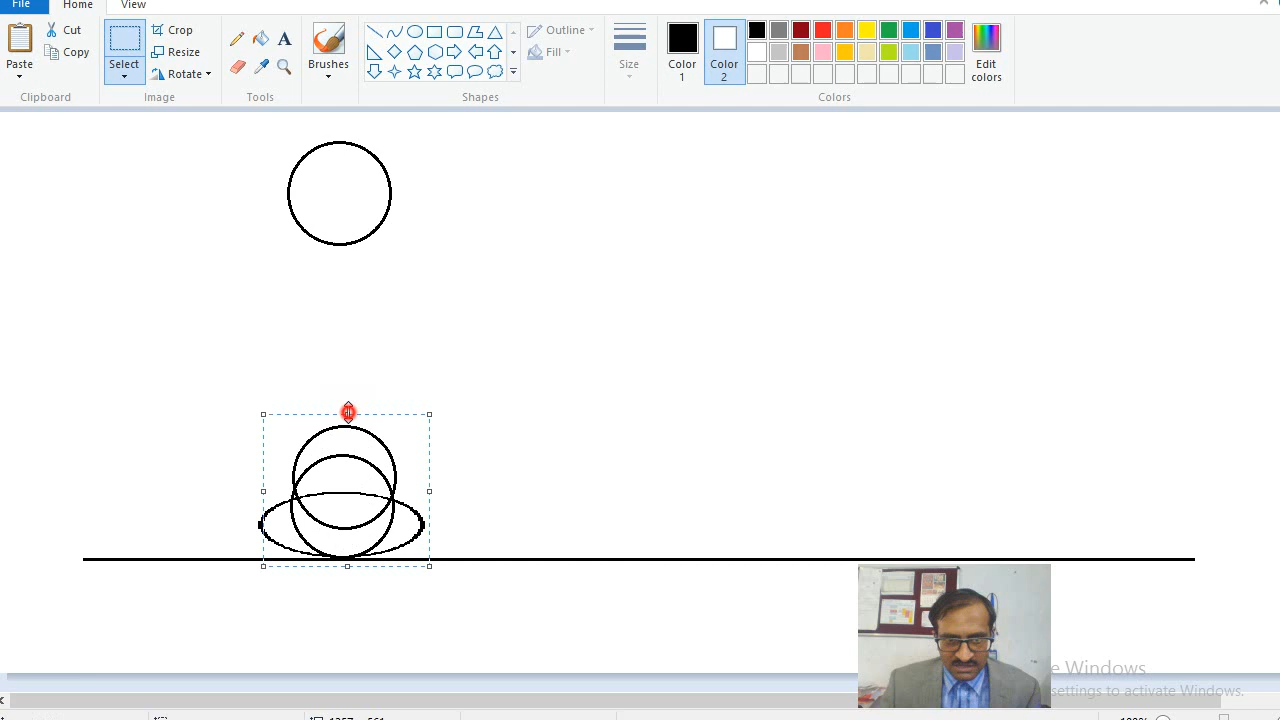 File
Home
View
Paste
Cut
Copy
Clipboard
Select
Crop
Resize
Rotate
Image
A
Tools
Brushes
Outline
Fill
Shapes
Size
Color
1
Color
2
Edit
colors
Colors
e Windows
settings to activate Windows.